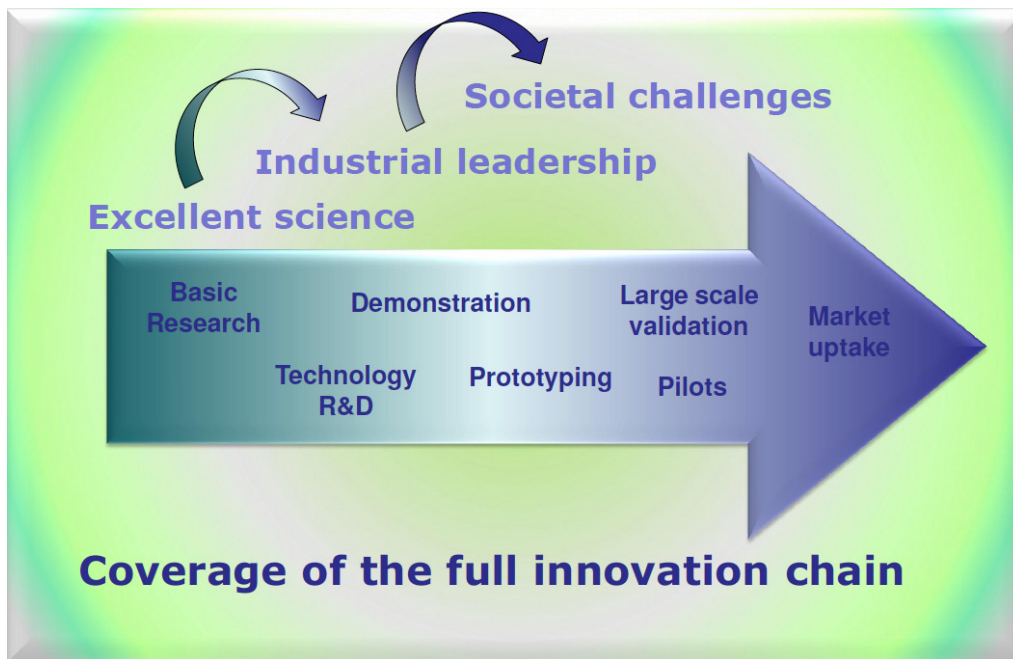 Societal challenges
Industrial leadership
Excellent science
Basic
Research
Demonstration
Large scale
validation
Market
uptake
Technology
R&D
Prototyping
Pilots
Coverage of the full innovation chain